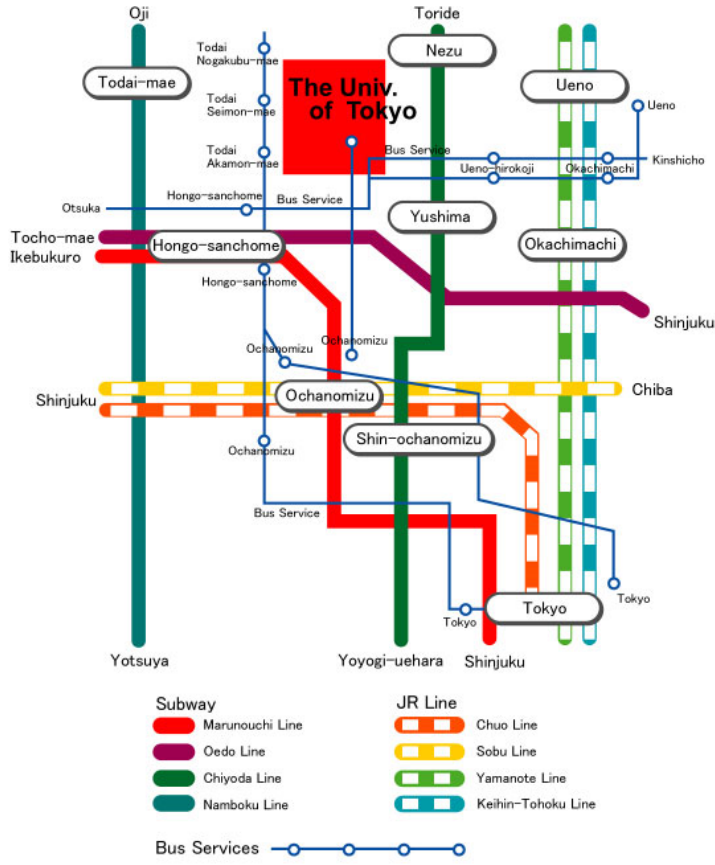 Oji
Toride
Todai
Nogakubu-mae
Nezu
Todai-mae
The Univ.
of Tokyo
Ueno
Todai
Seimon-mae
Ueno
Todai
Akamon-mae
Bus Service
Kinshicho
Ueno-hirokoji
Okachimachi
Hongo-sanchome
Bus Service
Otsuka
Yushima
Tocho-mae
Hongo-sanchome
Okachimachi
Ikebukuro
Hongo-sanchome
Shinjuku
Ochanomizu
Ochanomizu
Shinjuku
Ochanomizu
Chiba
Shin-ochanomizu
Ochanomizu
Bus Service
Tokyo
Tokyo
Tokyo
Yotsuya
Yoyogi-uehara
Shinjuku
Subway
JR Line
Marunouchi Line
Chuo Line
Oedo Line
Sobu Line
Chiyoda Line
Yamanote Line
Namboku Line
Keihin-Tohoku Line
Bus Services